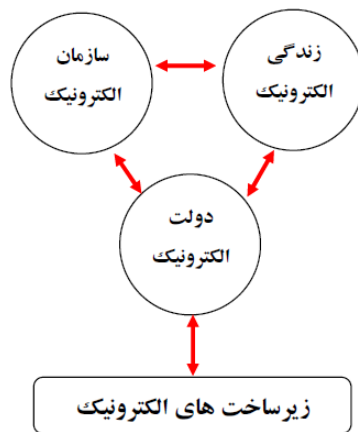 زندگی
الکترونیک
سازمان
الکترونیک
دولت
الکترونیک
زیرساخت های الکترونیک